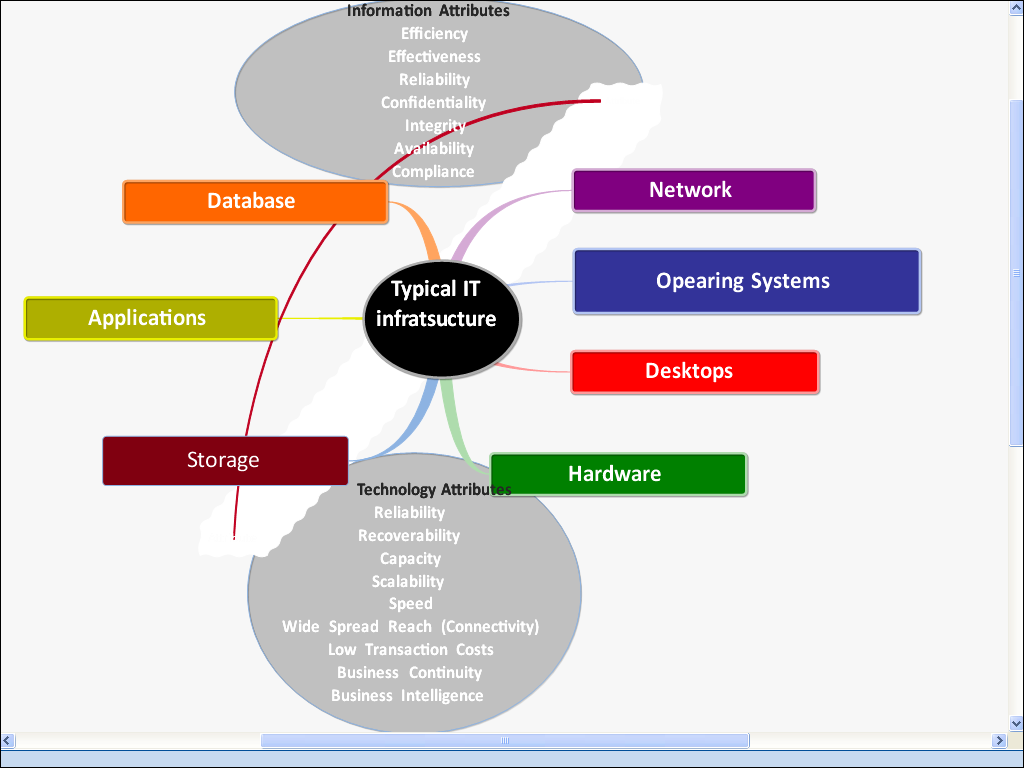 Information Attributes
Efficiency
Effectiveness
Reliability
Confidentiality
Integrity
Availability
Compliance
Database
Network
Typical IT
infratsucture
Opearing Systems
Applications
Desktops
Storage
Hardware
Technology Attributes
Reliability
Recoverability
Capacity
Scalability
Speed
Wide Spread Reach (Connectivity)
Low Transaction Costs
Business Continuity
Business Intelligence